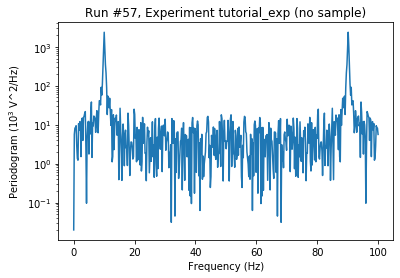 Run #57, Experiment tutorial_exp (no sample)
Periodogram (10³ V^2/Hz)
10³
10²
10¹
10⁰
10⁻¹
0 20 40 60 80 100
Frequency (Hz)